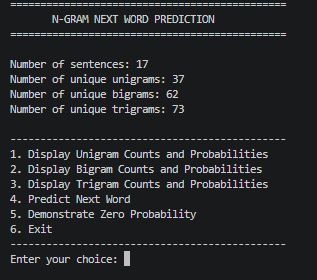 ==============================================
N-GRAM NEXT WORD PREDICTION
==============================================
Number of sentences: 17
Number of unique unigrams: 37
Number of unique bigrams: 62
Number of unique trigrams: 73
----------------------------------------------
1. Display Unigram Counts and Probabilities
2. Display Bigram Counts and Probabilities
3. Display Trigram Counts and Probabilities
4. Predict Next Word
5. Demonstrate Zero Probability
6. Exit
----------------------------------------------
Enter your choice: